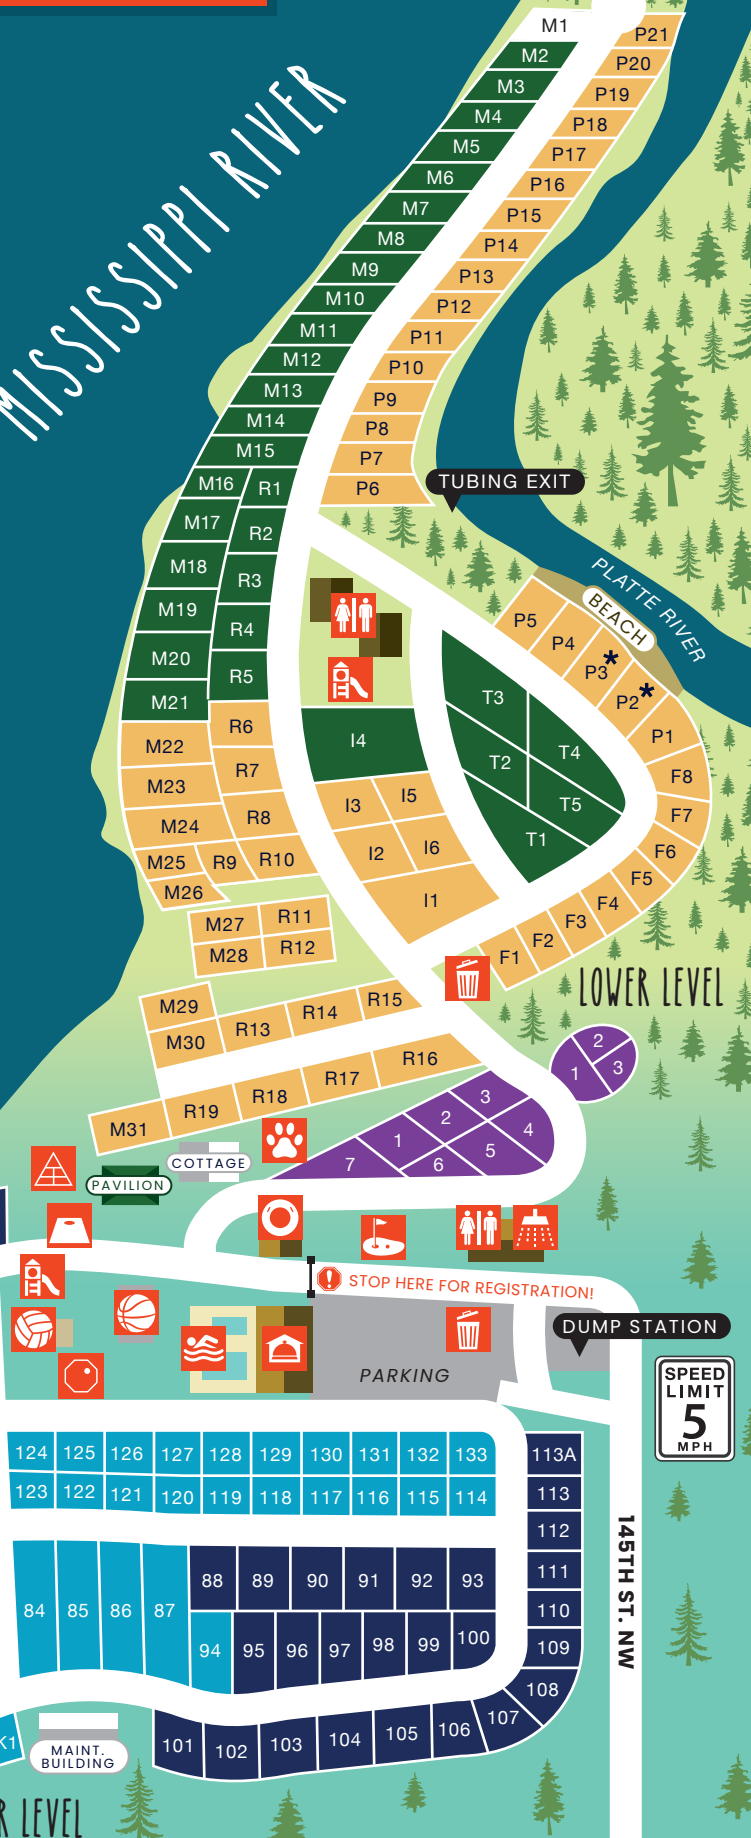 M1
P21
M2
P20
M3
P19
M4
P18
M5
P17
M6
P16
M7
P15
M8
P14
M9
P13
M10
P12
M11
P11
M12
P10
M13
P9
M14
P8
M15
P7
M16
R1
P6
MISSISSIPPI RIVER
TUBING EXIT
M17
R2
M18
R3
M19
R4
M20
R5
M21
PLATTE RIVER
BEACH
P5
P4
P3*
P2*
P1
T3
T4
T2
T5
T1
I4
M22
R6
F8
M23
R7
I3
I5
F7
M24
R8
I2
I6
F6
M25
R9
R10
F5
M26
I1
F4
M27
R11
F3
M28
R12
F2
F1
LOWER LEVEL
M29
R15
M30
R13
R14
2
1
3
R16
R17
R18
R19
M31
3
2
4
1
5
7
6
COTTAGE
PAVILION
STOP HERE FOR REGISTRATION!
DUMP STATION
PARKING
SPEED
LIMIT
5
MPH
124 125 126 127 128 129 130 131 132 133
123 122 121 120 119 118 117 116 115 114
113A
113
112
111
110
109
108
107
145TH ST. NW
84 85 86 87
88 89 90 91 92 93
94 95 96 97 98 99 100
101 102 103 104 105 106
K1
MAINT.
BUILDING
LEVEL